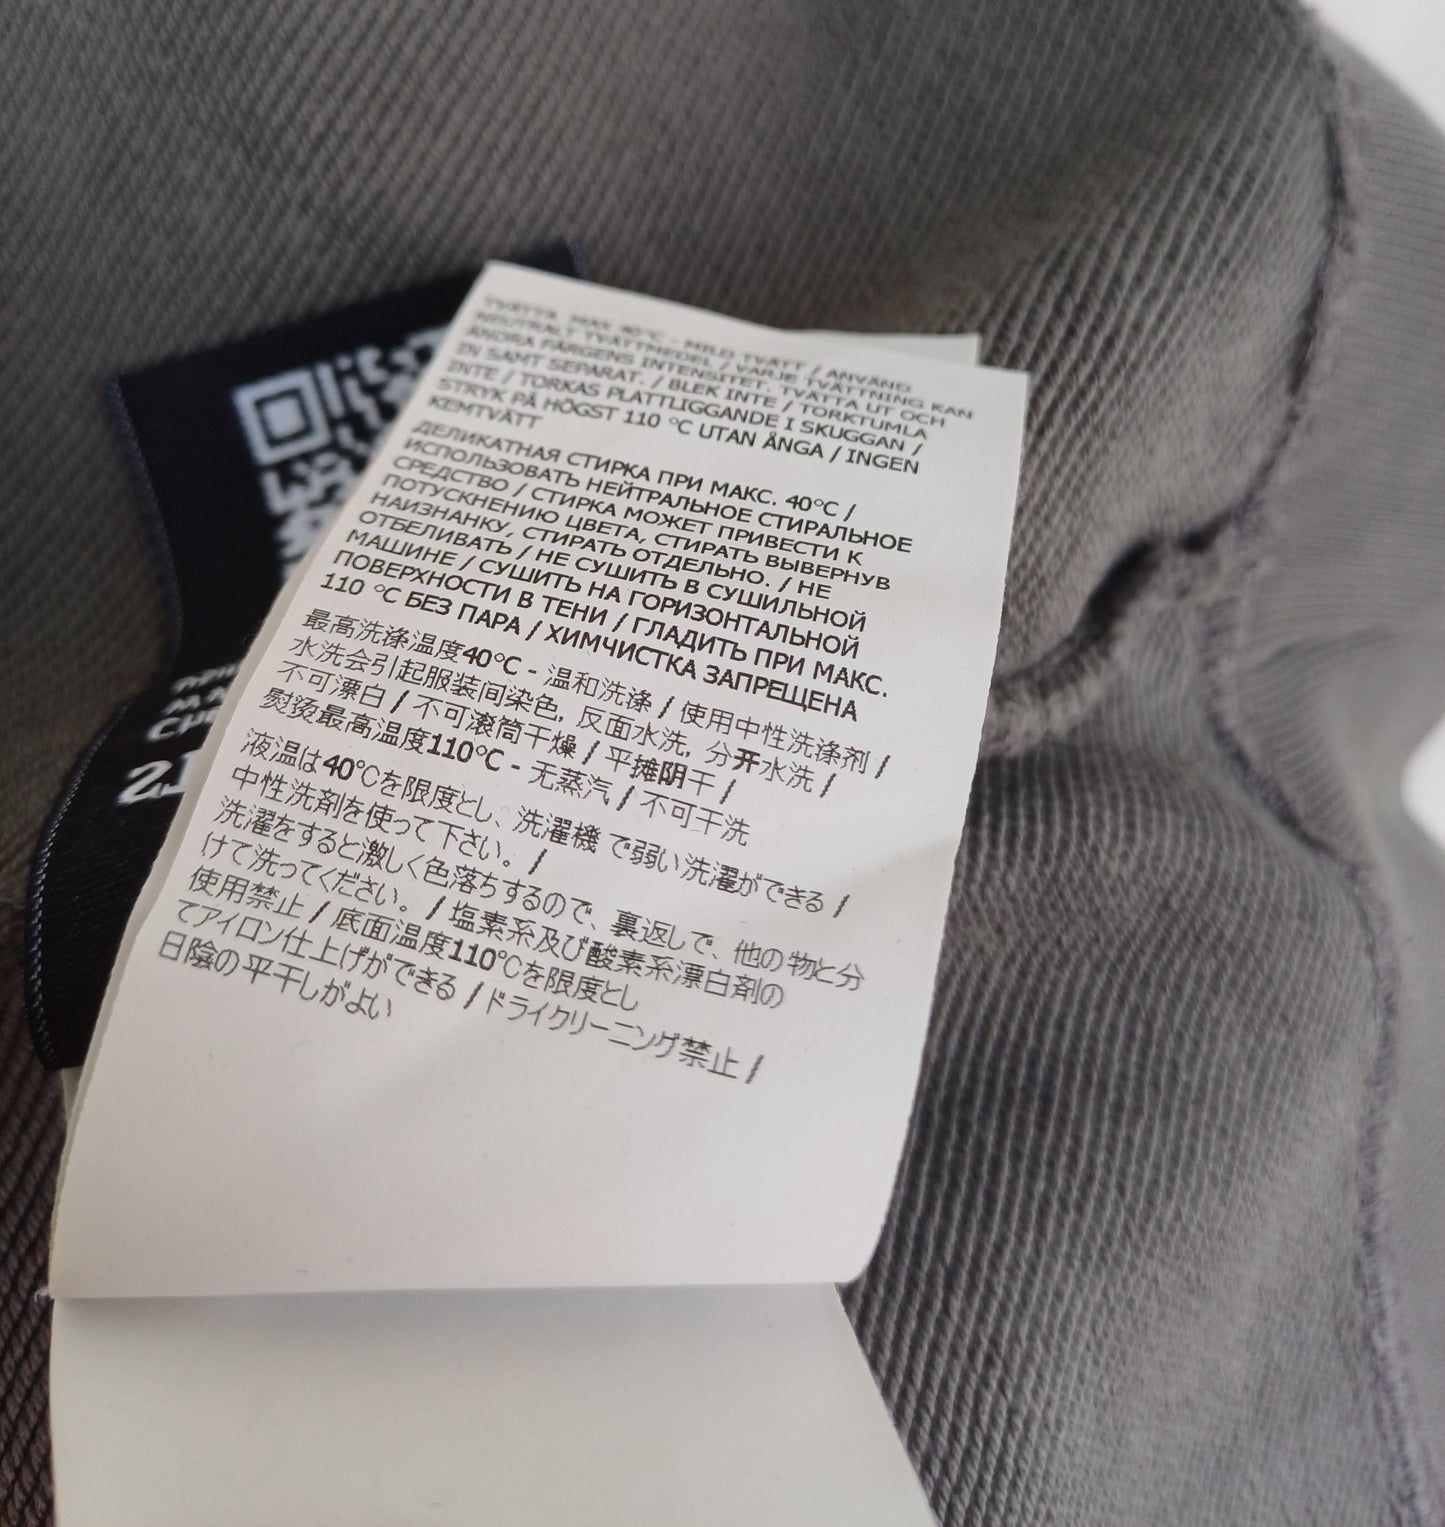 TVÄTTA MAX 40°C - MILD TVÄTT / ANVÄND
NEUTRALT TVÄTTMEDEL / VARJE TVÄTTNING KAN
ÄNDRA FÄRGENS INTENSITET. TVÄTTA UT OCH
IN SAMT SEPARAT. / BLEK INTE / TORKTUMLA
INTE / TORKAS PLATTLIGGANDE I SKUGGAN /
STRYK PÅ HÖGST 110 °C UTAN ÅNGA / INGEN
KEMTVÄTT
ДЕЛИКАТНАЯ СТИРКА ПРИ МАКС. 40°C /
ИСПОЛЬЗОВАТЬ НЕЙТРАЛЬНОЕ СТИРАЛЬНОЕ
СРЕДСТВО / СТИРКА МОЖЕТ ПРИВЕСТИ К
ПОТУСКНЕНИЮ ЦВЕТА, СТИРАТЬ ВЫВЕРНУВ
НАИЗНАНКУ, СТИРАТЬ ОТДЕЛЬНО. / НЕ
ОТБЕЛИВАТЬ / НЕ СУШИТЬ В СУШИЛЬНОЙ
МАШИНЕ / СУШИТЬ НА ГОРИЗОНТАЛЬНОЙ
ПОВЕРХНОСТИ В ТЕНИ / ГЛАДИТЬ ПРИ МАКС.
110 °C БЕЗ ПАРА / ХИМЧИСТКА ЗАПРЕЩЕНА
最高洗涤温度40°C - 温和洗涤 / 使用中性洗涤剂 /
水洗会引起服装间染色, 反面水洗, 分开水洗 /
不可漂白 / 不可滚筒干燥 / 平摊阴干 /
熨烫最高温度110°C - 无蒸汽 / 不可干洗
液温は40℃を限度とし、洗濯機 で弱い洗濯ができる /
中性洗剤を使って下さい。 /
洗濯をすると激しく色落ちするので、裏返しで、他の物と分
けて洗ってください。 / 塩素系及び酸素系漂白剤の
使用禁止 / 底面温度110℃を限度とし
てアイロン仕上げができる / ドライクリーニング禁止 /
日陰の平干しがよい